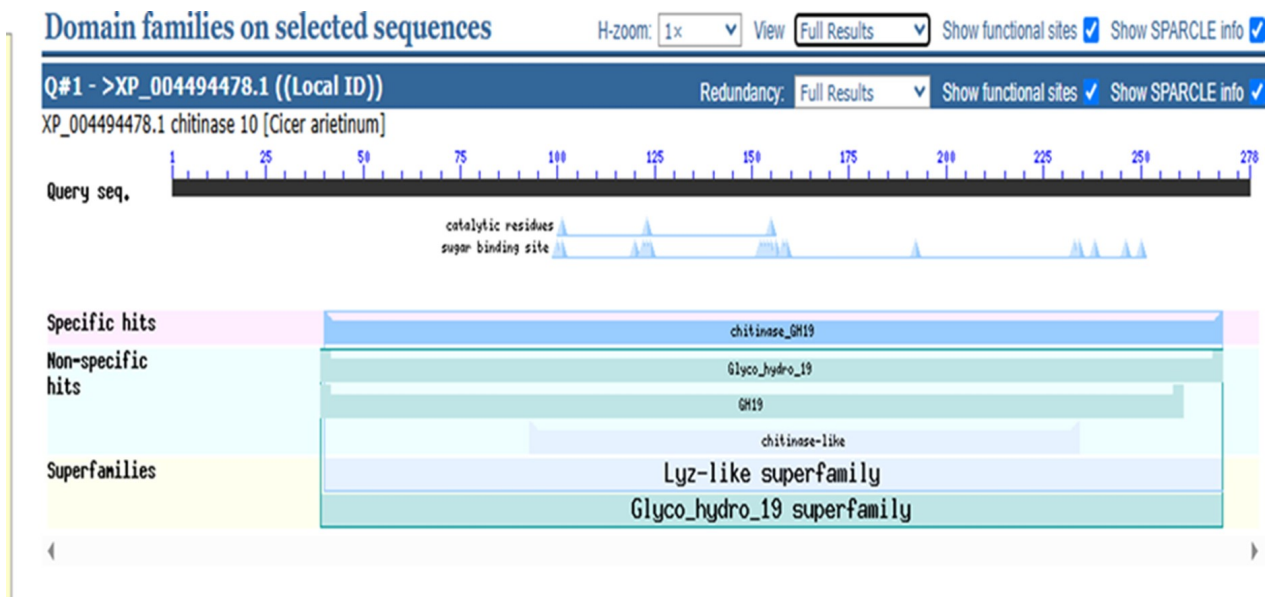 Domain families on selected sequences H-zoom: 1× View Full Results Show functional sites Show SPARCLE info
Q#1 - >XP_004494478.1 ((Local ID)) Redundancy: Full Results Show functional sites Show SPARCLE info
XP_004494478.1 chitinase 10 [Cicer arietinum]
1 25 50 75 100 125 150 175 200 225 250 278
Query seq.
catalytic residues
sugar binding site
Specific hits
chitinase_GH19
Non-specific
hits
Glyco_hydro_19
GH19
chitinase-like
Superfamilies
Lyz-like superfamily
Glyco_hydro_19 superfamily